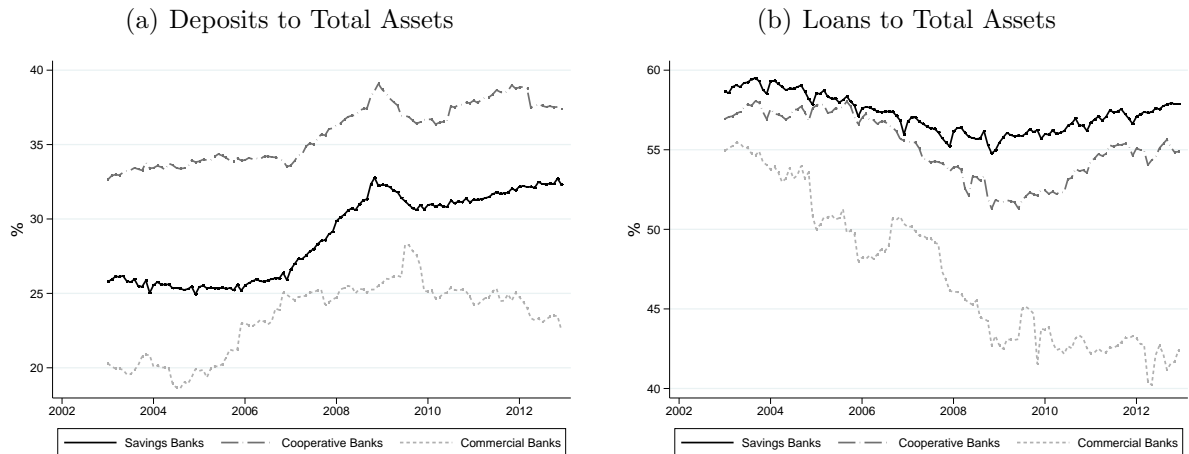 (a) Deposits to Total Assets
40
35
30
25
20
%
2002 2004 2006 2008 2010 2012
Savings Banks Cooperative Banks Commercial Banks
(b) Loans to Total Assets
60
55
50
45
40
%
2002 2004 2006 2008 2010 2012
Savings Banks Cooperative Banks Commercial Banks